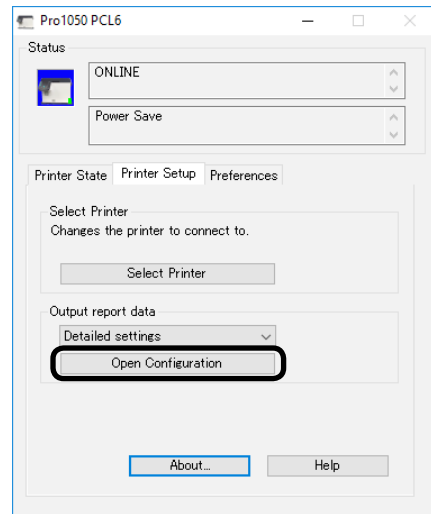 Pro1050 PCL6
Status
ONLINE
Power Save
Printer State Printer Setup Preferences
Select Printer
Changes the printer to connect to.
Select Printer
Output report data
Detailed settings
Open Configuration
About... Help